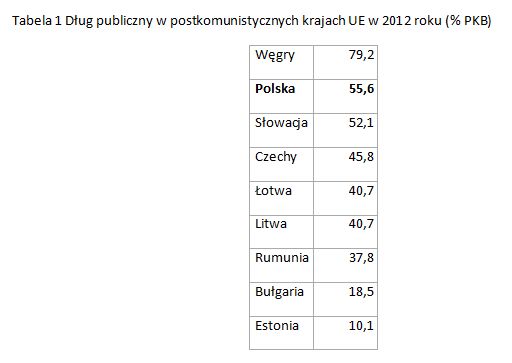 Tabela 1 Dług publiczny w postkomunistycznych krajach UE w 2012 roku (% PKB)
Węgry 79,2
Polska 55,6
Słowacja 52,1
Czechy 45,8
Łotwa 40,7
Litwa 40,7
Rumunia 37,8
Bułgaria 18,5
Estonia 10,1